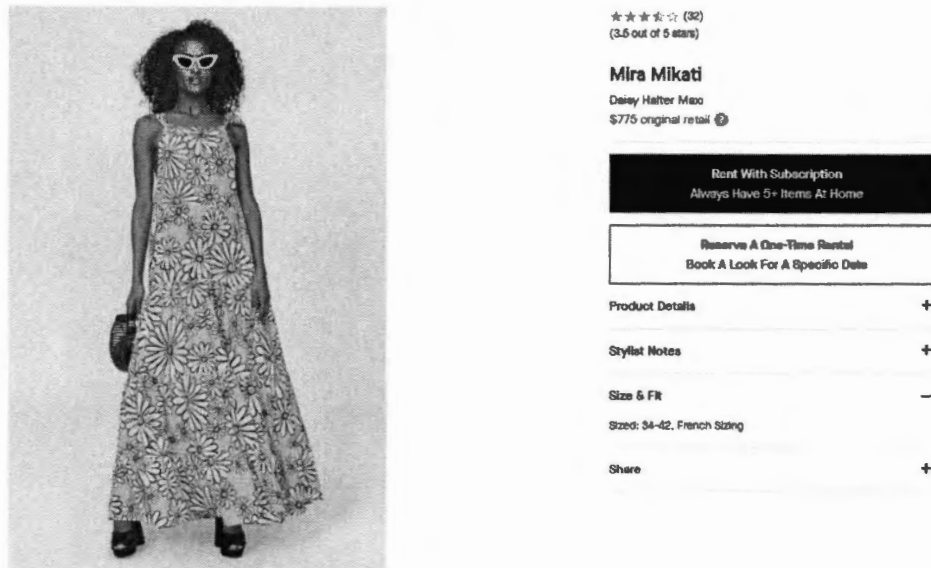 ★★★⯪☆ (32)
(3.5 out of 5 stars)
Mira Mikati
Daisy Halter Maxi
$775 original retail ?
Rent With Subscription
Always Have 5+ Items At Home
Reserve A One-Time Rental
Book A Look For A Specific Date
Product Details +
Stylist Notes +
Size & Fit −
Sized: 34-42, French Sizing
Share +